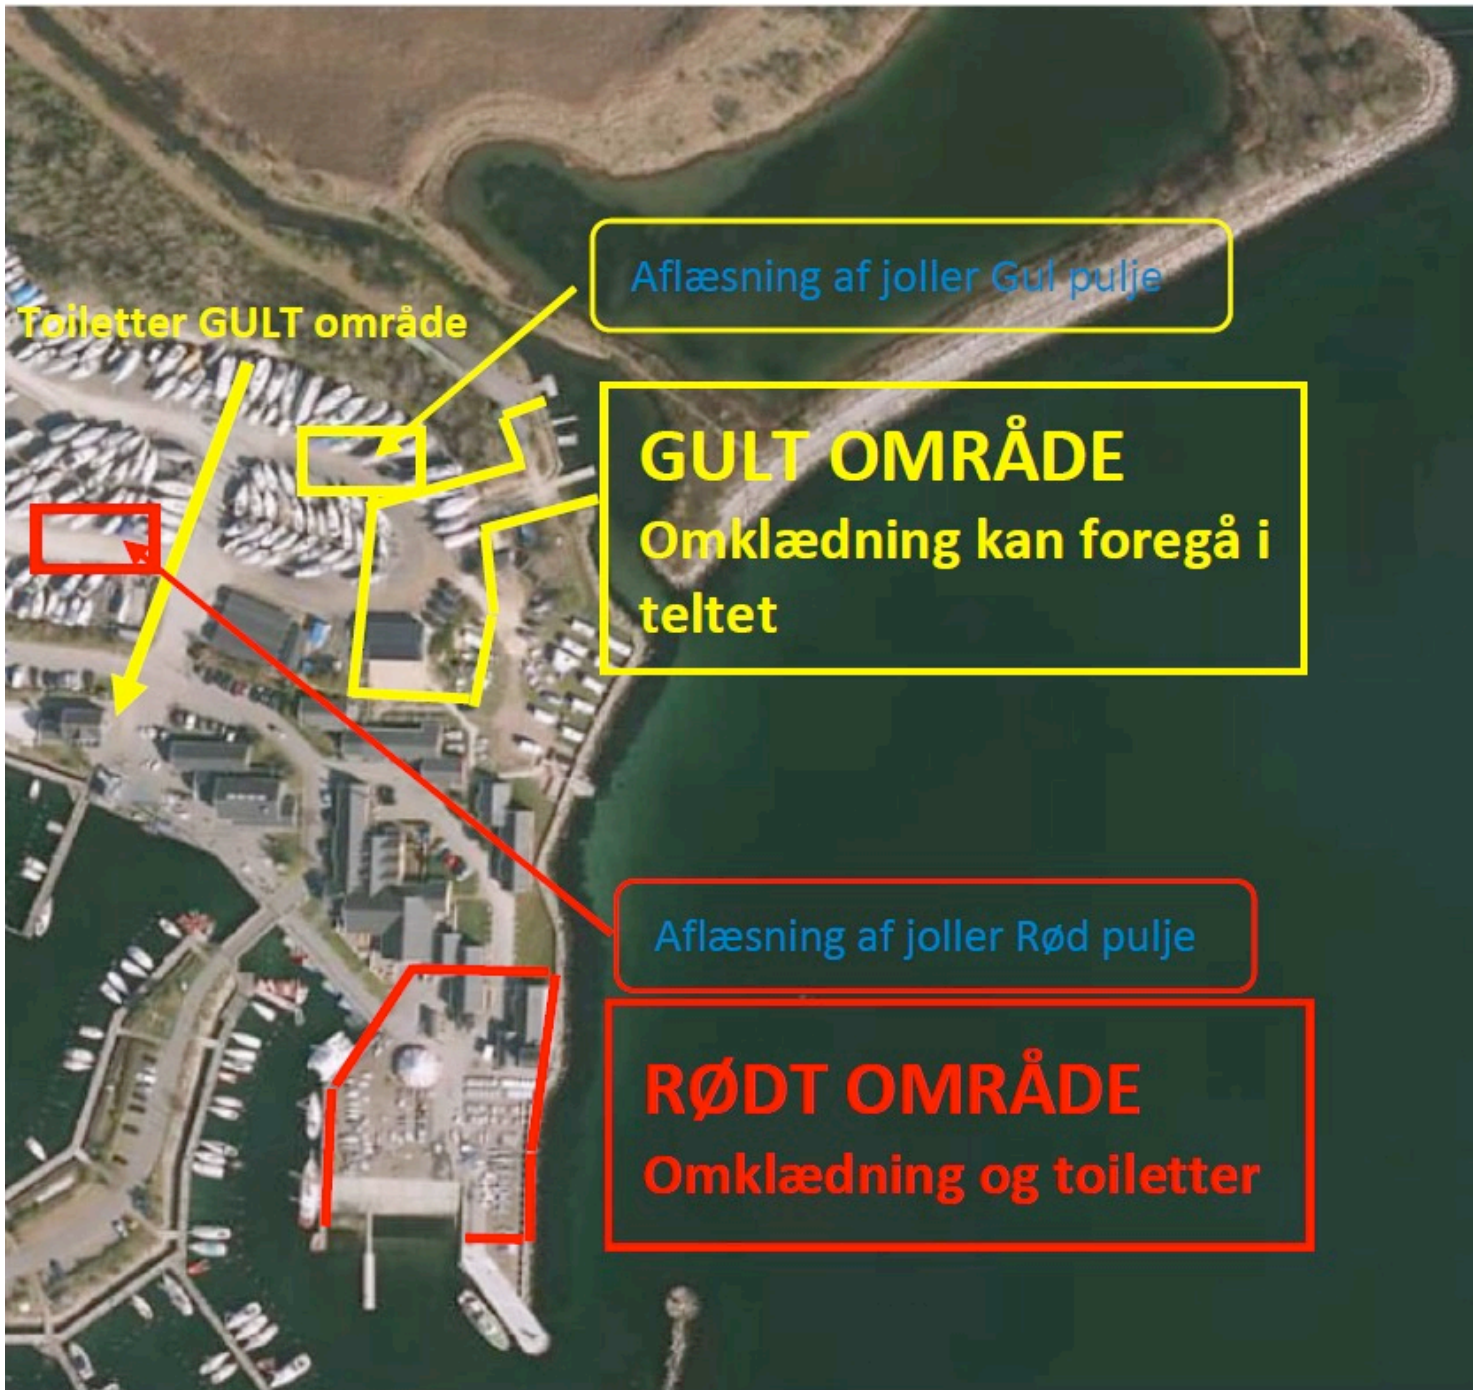 Aflæsning af joller Gul pulje
Toiletter GULT område
GULT OMRÅDE
Omklædning kan foregå i
teltet
Aflæsning af joller Rød pulje
RØDT OMRÅDE
Omklædning og toiletter